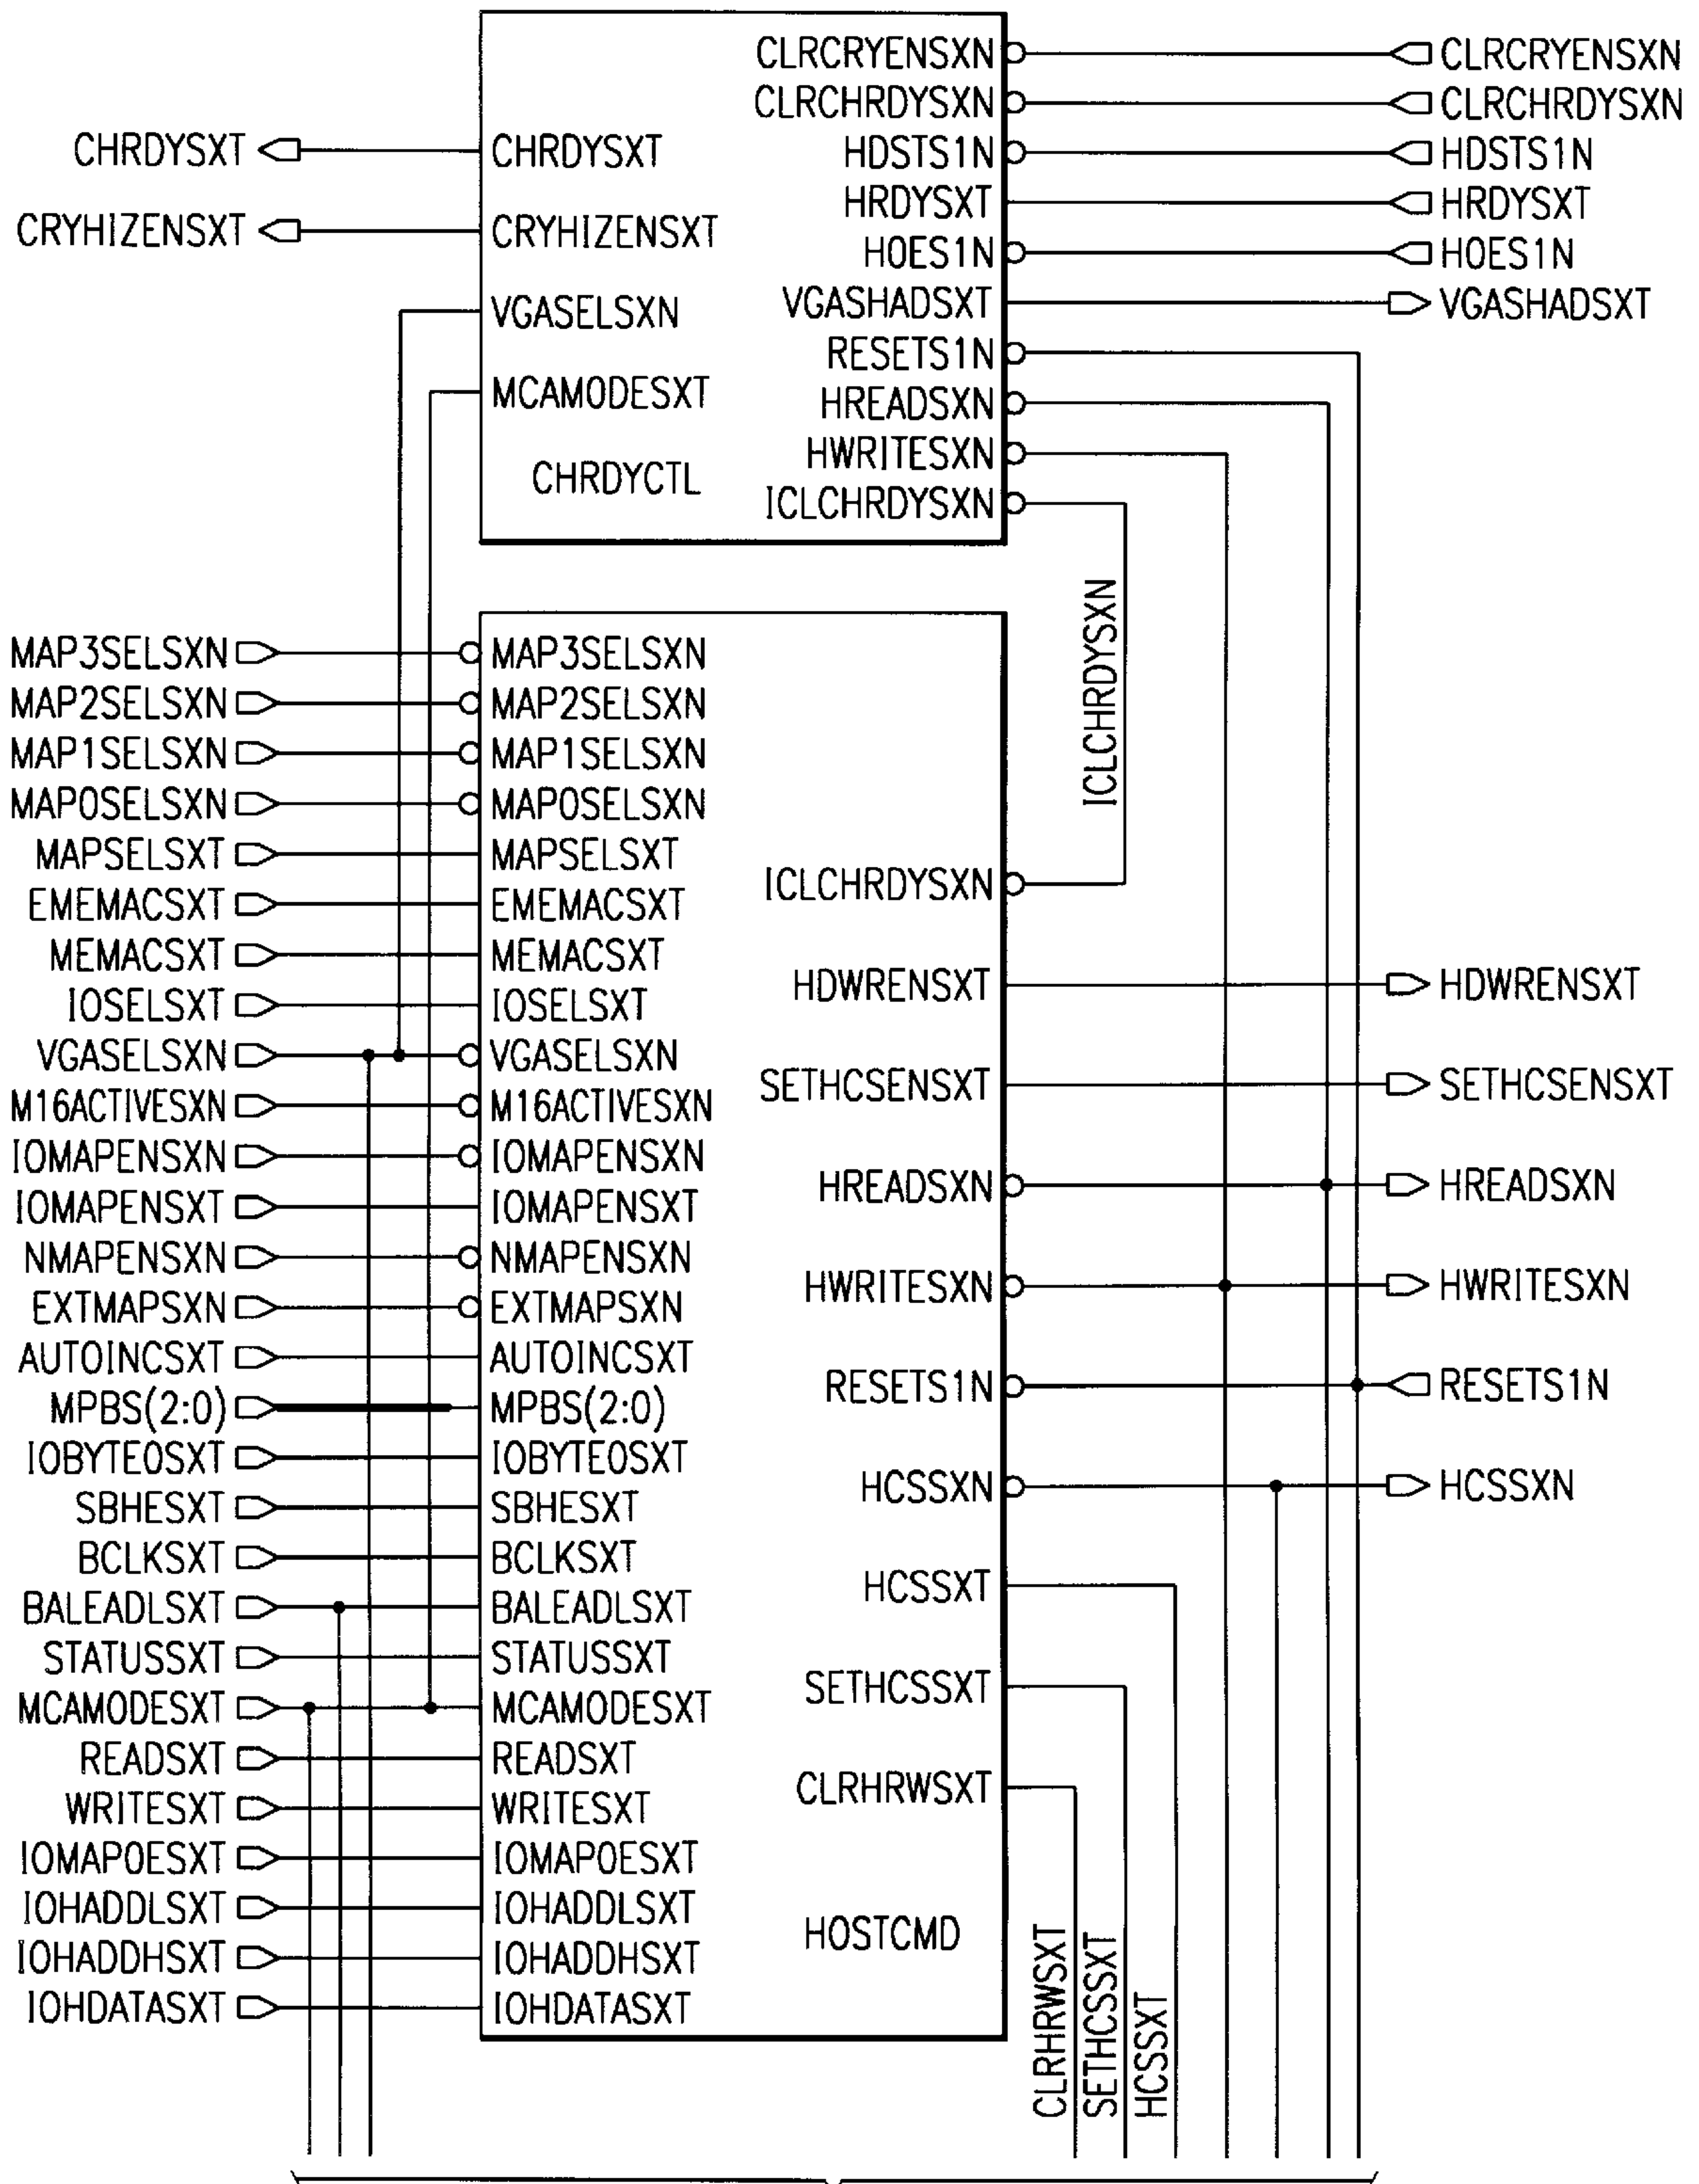 CLRCRYENSXN CLRCRYENSXN
CLRCHRDYSXN CLRCHRDYSXN
CHRDYSXT CHRDYSXT HDSTS1N HDSTS1N
HRDYSXT HRDYSXT
CRYHIZENSXT CRYHIZENSXT HOES1N HOES1N
VGASELSXN VGASHADSXT VGASHADSXT
RESETS1N
MCAMODESXT HREADSXN
HWRITESXN
CHRDYCTL
ICLCHRDYSXN
ICLCHRDYSXN
MAP3SELSXN MAP3SELSXN
MAP2SELSXN MAP2SELSXN
MAP1SELSXN MAP1SELSXN
MAP0SELSXN MAP0SELSXN
MAPSELSXT MAPSELSXT
ICLCHRDYSXN
EMEMACSXT EMEMACSXT
MEMACSXT MEMACSXT
HDWRENSXT HDWRENSXT
IOSELSXT IOSELSXT
VGASELSXN VGASELSXN
SETHCSENSXT SETHCSENSXT
M16ACTIVESXN M16ACTIVESXN
IOMAPENSXN IOMAPENSXN
HREADSXN HREADSXN
IOMAPENSXT IOMAPENSXT
NMAPENSXN NMAPENSXN
HWRITESXN HWRITESXN
EXTMAPSXN EXTMAPSXN
AUTOINCSXT AUTOINCSXT
RESETS1N RESETS1N
MPBS(2:0) MPBS(2:0)
IOBYTE0SXT IOBYTE0SXT
HCSSXN HCSSXN
SBHESXT SBHESXT
BCLKSXT BCLKSXT
HCSSXT
BALEADLSXT BALEADLSXT
STATUSSXT STATUSSXT
SETHCSSXT
MCAMODESXT MCAMODESXT
READSXT READSXT
CLRHRWSXT
WRITESXT WRITESXT
IOMAPOESXT IOMAPOESXT
IOHADDLSXT IOHADDLSXT
HOSTCMD
IOHADDHSXT IOHADDHSXT
IOHDATASXT IOHDATASXT
CLRHRWSXT
SETHCSSXT
HCSSXT